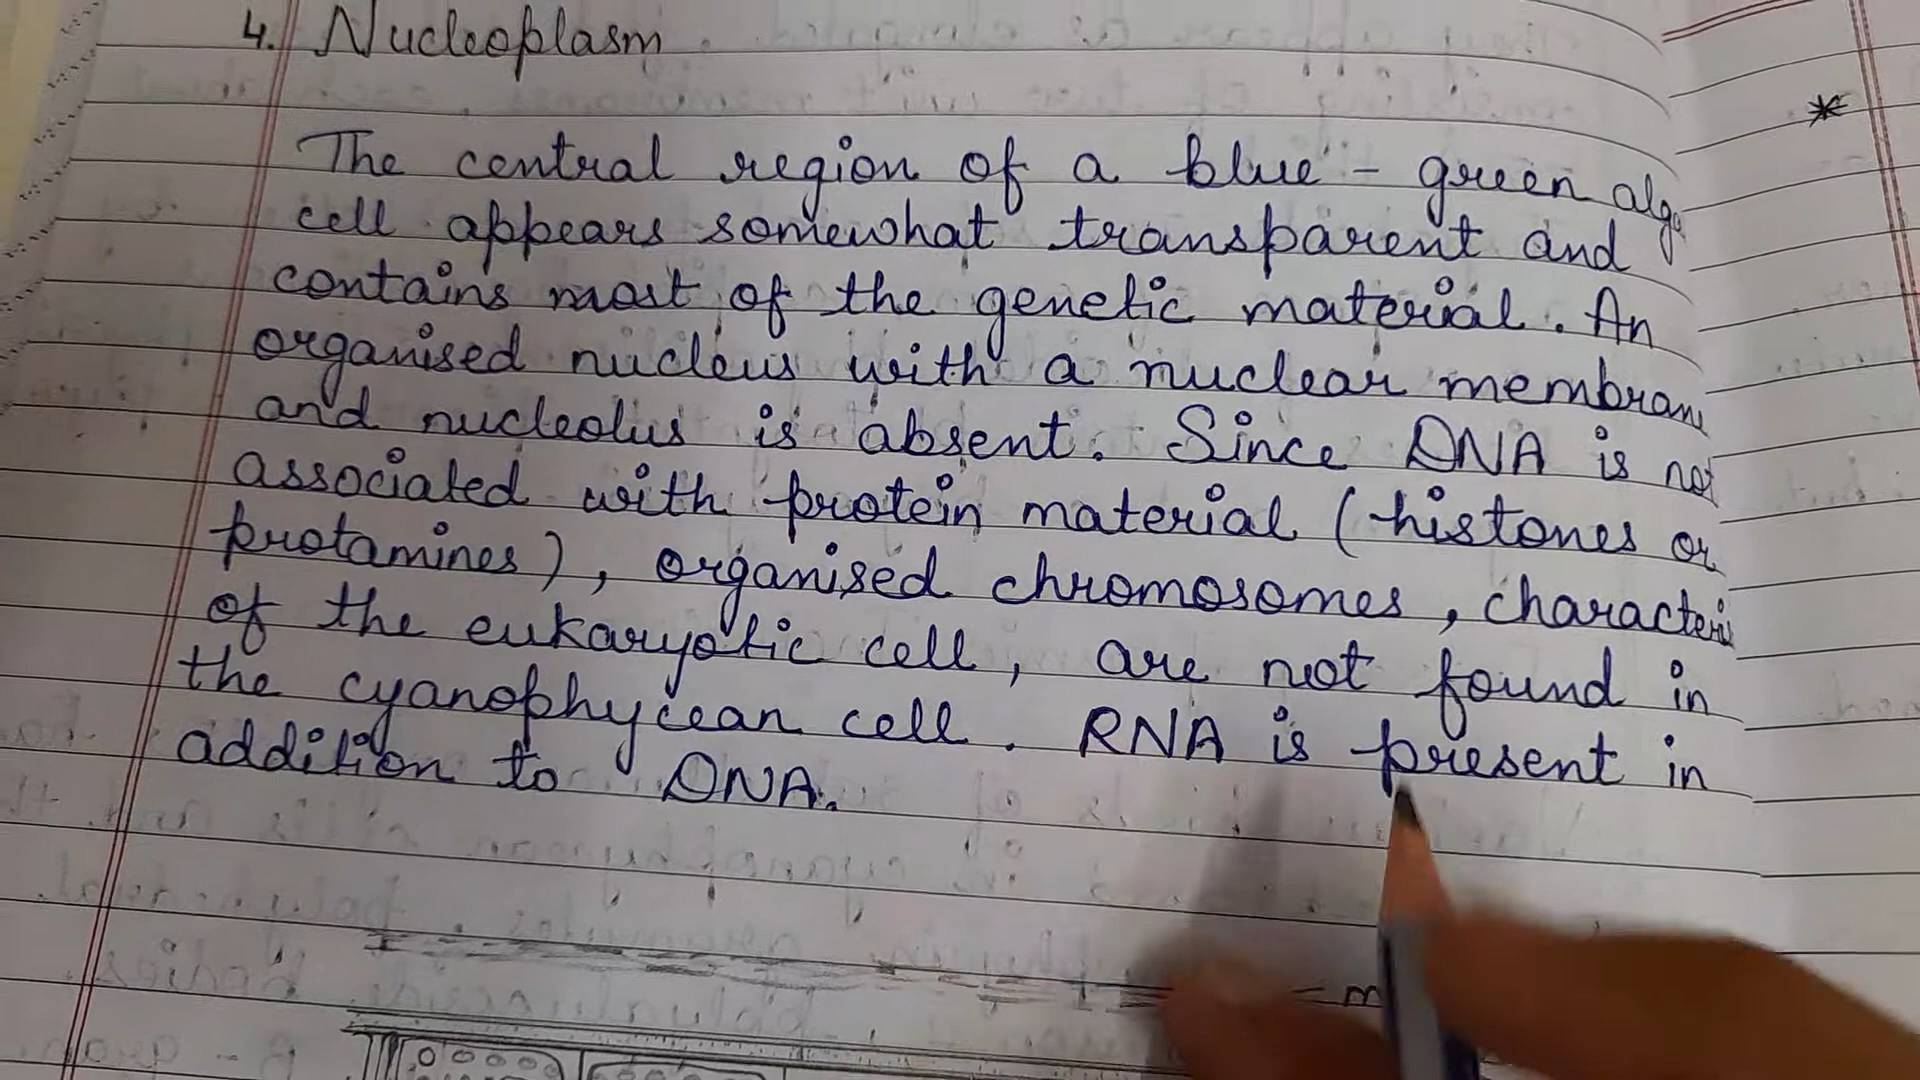 4. Nucleoplasm
The central region of a blue - green alga
cell appears somewhat transparent and
contains most of the genetic material. An
organised nucleus with a nuclear membran
and nucleolus is absent. Since DNA is not
associated with protein material (histones or
protamines), organised chromosomes, characteris
of the eukaryotic cell, are not found in
the cyanophycean cell. RNA is present in
addition to DNA.